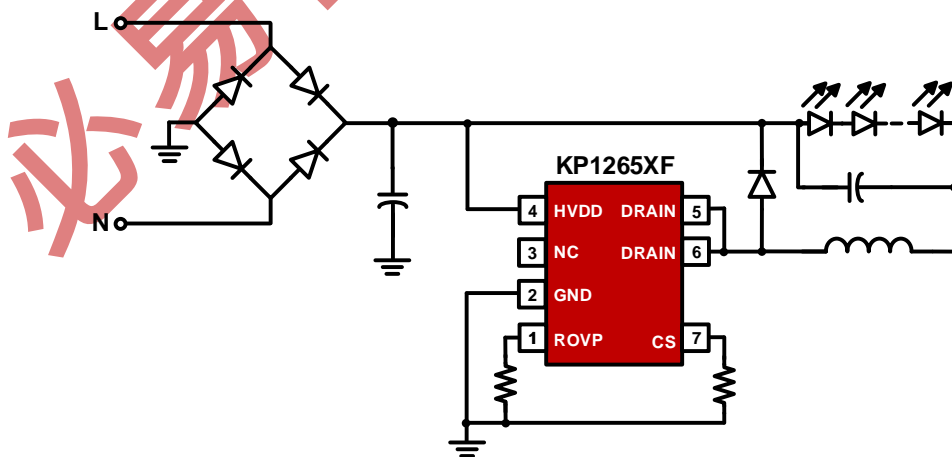 必易
L
KP1265XF
4 HVDD DRAIN 5
N
3 NC DRAIN 6
2 GND
1 ROVP CS 7